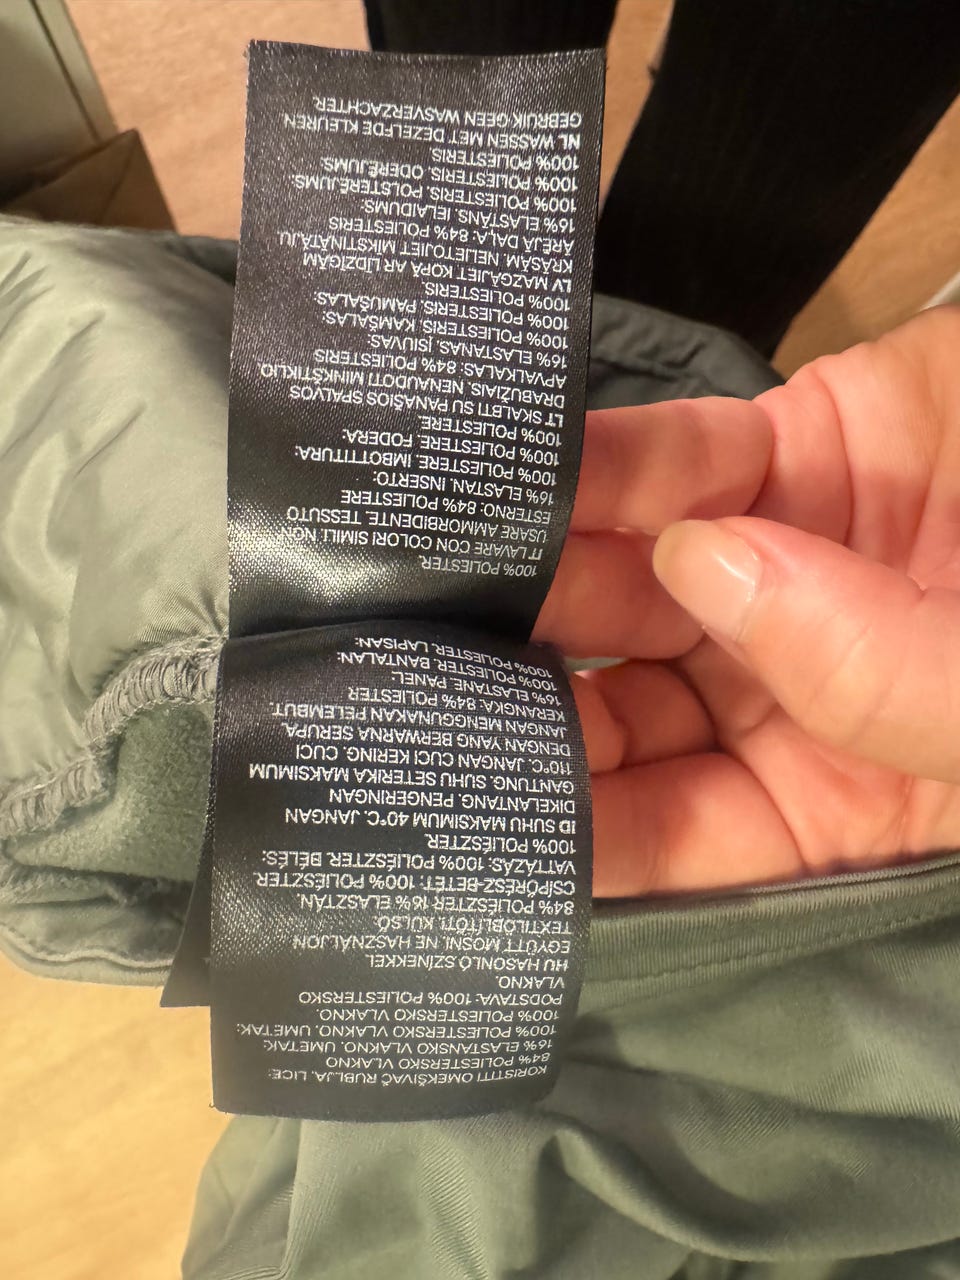 KORISTITI OMEKŠIVAČ RUBLJA. LICE:
84% POLIESTERSKO VLAKNO
16% ELASTANSKO VLAKNO. UMETAK:
100% POLIESTERSKO VLAKNO. UMETAK:
100% POLIESTERSKO VLAKNO.
PODSTAVA: 100% POLIESTERSKO
VLAKNO.
HU HASONLÓ SZÍNEKKEL
EGYÜTT MOSNI. NE HASZNÁLJON
TEXTILÖBLÍTŐT! KÜLSŐ:
84% POLIÉSZTER 16% ELASZTÁN.
CSÍPŐRÉSZ-BETÉT: 100% POLIÉSZTER.
VATTÁZÁS: 100% POLIÉSZTER. BÉLÉS:
100% POLIÉSZTER.
ID SUHU MAKSIMUM 40°C. JANGAN
DIKELANTANG. PENGERINGAN
GANTUNG. SUHU SETERIKA MAKSIMUM
110°C. JANGAN CUCI KERING. CUCI
DENGAN YANG BERWARNA SERUPA.
JANGAN MENGGUNAKAN PELEMBUT.
KERANGKA: 84% POLIESTER
16% ELASTANE. PANEL:
100% POLIESTER. BANTALAN:
100% POLIESTER. LAPISAN:
100% POLIESTER.
IT LAVARE CON COLORI SIMILI. NON
USARE AMMORBIDENTE. TESSUTO
ESTERNO: 84% POLIESTERE
16% ELASTAN. INSERTO:
100% POLIESTERE. IMBOTTITURA:
100% POLIESTERE. FODERA:
100% POLIESTERE.
LT SKALBTI SU PANAŠIOS SPALVOS
DRABUŽIAIS. NENAUDOTI MINKŠTIKLIO.
APVALKALAS: 84% POLIESTERIS
16% ELASTANAS. ĮSIUVAS:
100% POLIESTERIS. KAMŠALAS:
100% POLIESTERIS. PAMUŠALAS:
100% POLIESTERIS.
LV MAZGĀJIET KOPĀ AR LĪDZĪGĀM
KRĀSĀM. NELIETOJIET MĪKSTINĀTĀJU
ĀRĒJĀ DAĻA: 84% POLIESTERIS
16% ELASTĀNS. IELAIDUMS:
100% POLIESTERIS. POLSTERĒJUMS:
100% POLIESTERIS. ODERĒJUMS:
100% POLIESTERIS
NL WASSEN MET DEZELFDE KLEUREN
GEBRUIK GEEN WASVERZACHTER.